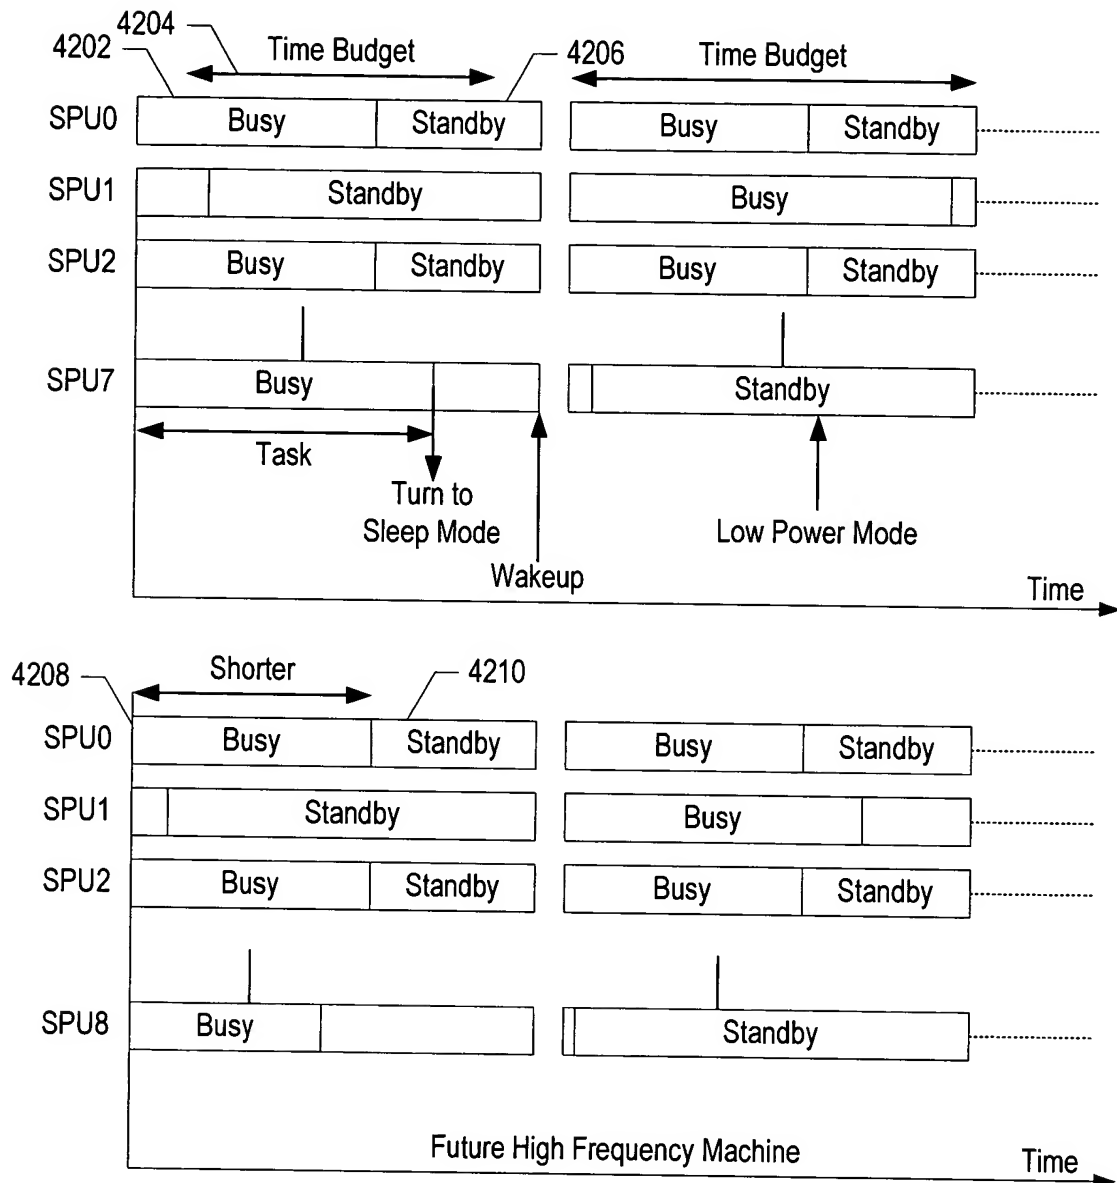 4204
4202
Time Budget
4206
Time Budget
SPU0
Busy
Standby
Busy
Standby
SPU1
Standby
Busy
SPU2
Busy
Standby
Busy
Standby
SPU7
Busy
Standby
Task
Turn to
Sleep Mode
Low Power Mode
Wakeup
Time
4208
Shorter
4210
SPU0
Busy
Standby
Busy
Standby
SPU1
Standby
Busy
SPU2
Busy
Standby
Busy
Standby
SPU8
Busy
Standby
Future High Frequency Machine
Time